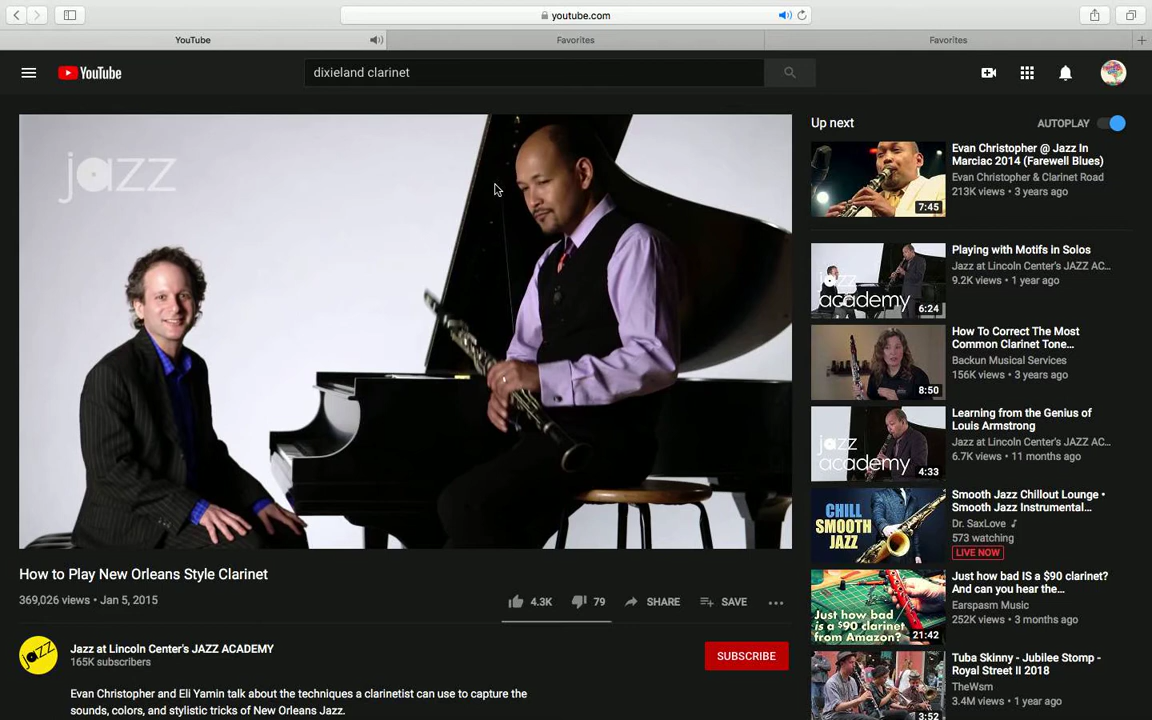 youtube.com
YouTube
Favorites
Favorites
YouTube
dixieland clarinet
jazz
How to Play New Orleans Style Clarinet
369,026 views • Jan 5, 2015
4.3K
79
SHARE
SAVE
jazz
Jazz at Lincoln Center's JAZZ ACADEMY
165K subscribers
SUBSCRIBE
Evan Christopher and Eli Yamin talk about the techniques a clarinetist can use to capture the
sounds, colors, and stylistic tricks of New Orleans Jazz.
Up next
AUTOPLAY
7:45
Evan Christopher @ Jazz In
Marciac 2014 (Farewell Blues)
Evan Christopher & Clarinet Road
213K views • 3 years ago
jazz
academy
6:24
Playing with Motifs in Solos
Jazz at Lincoln Center's JAZZ AC...
9.2K views • 1 year ago
8:50
How To Correct The Most
Common Clarinet Tone...
Backun Musical Services
156K views • 3 years ago
jazz
academy
4:33
Learning from the Genius of
Louis Armstrong
Jazz at Lincoln Center's JAZZ AC...
6.7K views • 11 months ago
CHILL
SMOOTH
JAZZ
Smooth Jazz Chillout Lounge •
Smooth Jazz Instrumental...
Dr. SaxLove
573 watching
LIVE NOW
Just how bad
is a $90 clarinet
from Amazon?
21:42
Just how bad IS a $90 clarinet?
And can you hear the...
Earspasm Music
252K views • 3 months ago
3:52
Tuba Skinny - Jubilee Stomp -
Royal Street II 2018
TheWsm
3.4M views • 1 year ago